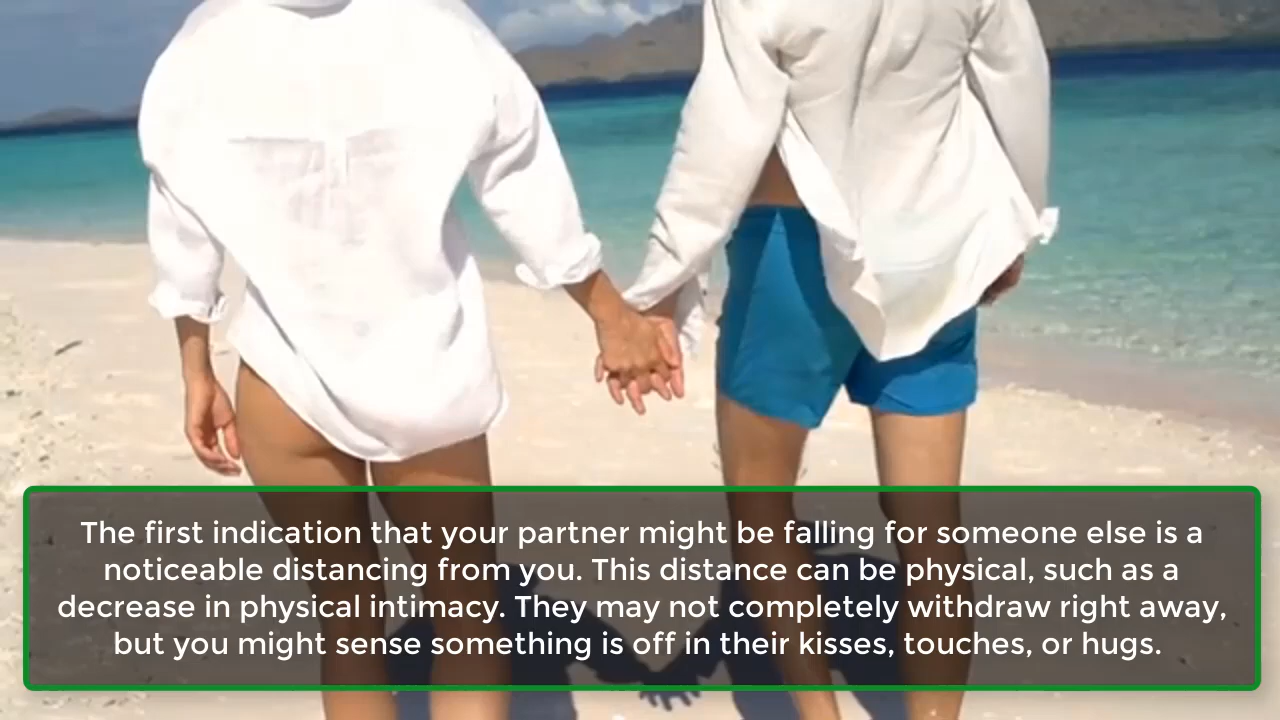 The first indication that your partner might be falling for someone else is a
noticeable distancing from you. This distance can be physical, such as a
decrease in physical intimacy. They may not completely withdraw right away,
but you might sense something is off in their kisses, touches, or hugs.